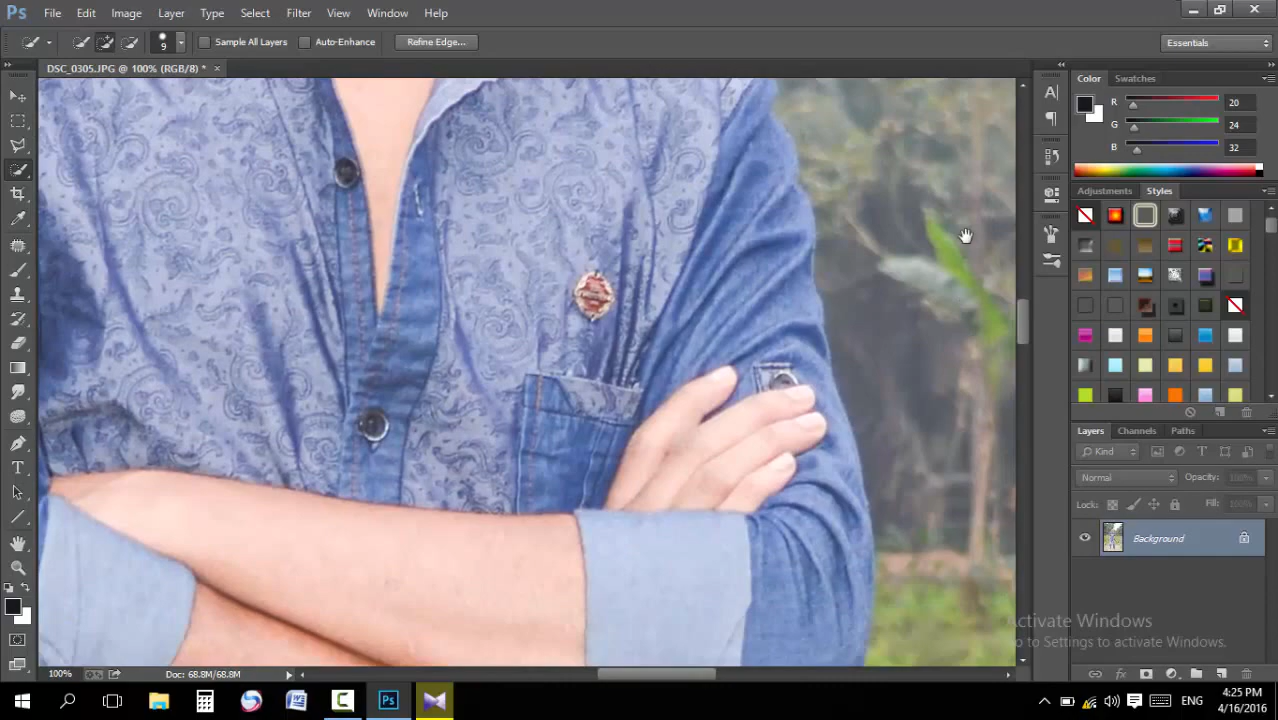 Ps File Edit Image Layer Type Select Filter View Window Help
9 Sample All Layers Auto-Enhance Refine Edge... Essentials
DSC_0305.JPG @ 100% (RGB/8) * ×
Color Swatches
R 20
G 24
B 32
Adjustments Styles
Layers Channels Paths
Kind
Normal Opacity: 100%
Lock: Fill: 100%
Background
Activate Windows
Go to Settings to activate Windows.
100% Doc: 68.8M/68.8M
ENG
4:25 PM
4/16/2016